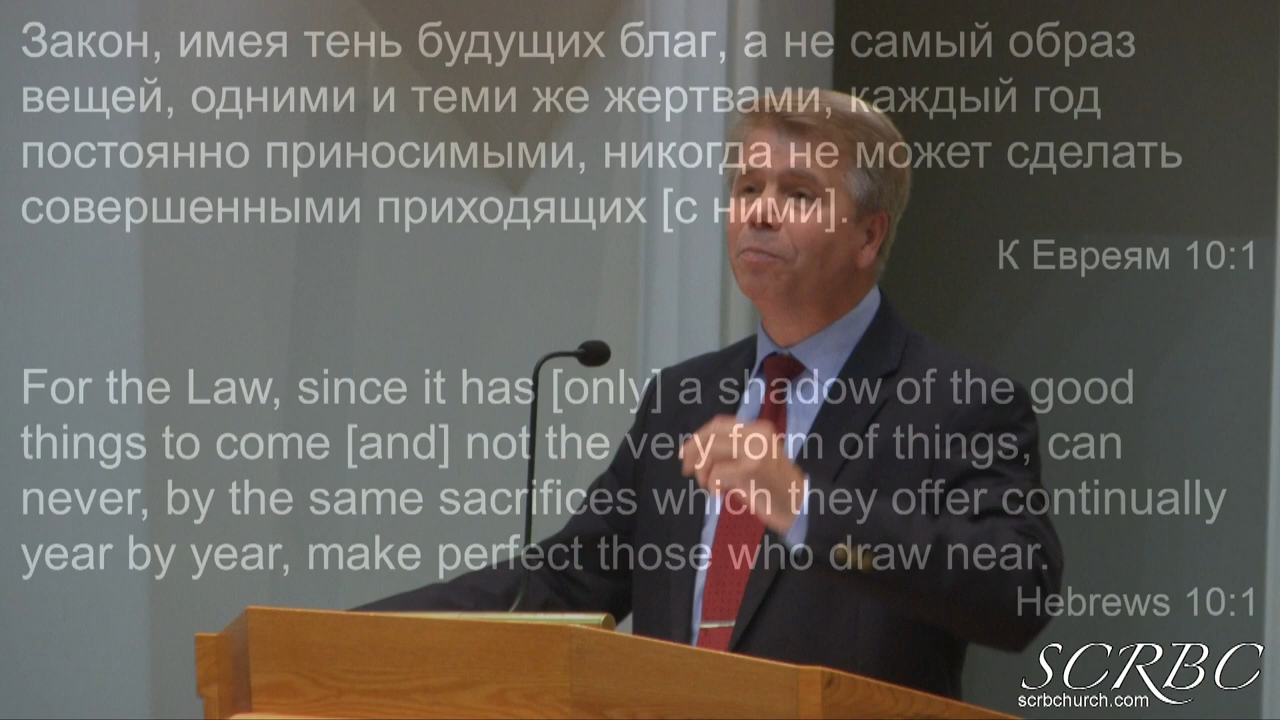 Закон, имея тень будущих благ, а не самый образ
вещей, одними и теми же жертвами, каждый год
постоянно приносимыми, никогда не может сделать
совершенными приходящих [с ними].
К Евреям 10:1
For the Law, since it has [only] a shadow of the good
things to come [and] not the very form of things, can
never, by the same sacrifices which they offer continually
year by year, make perfect those who draw near.
Hebrews 10:1
SCRBC
scrbchurch.com